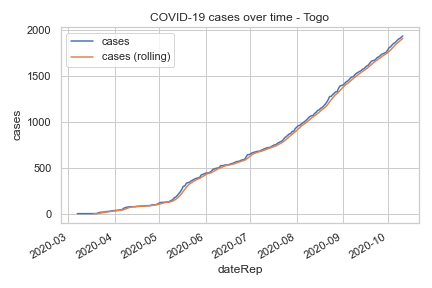 COVID-19 cases over time - Togo
cases
cases (rolling)
2000
1500
1000
500
0
cases
2020-03
2020-04
2020-05
2020-06
2020-07
2020-08
2020-09
2020-10
dateRep